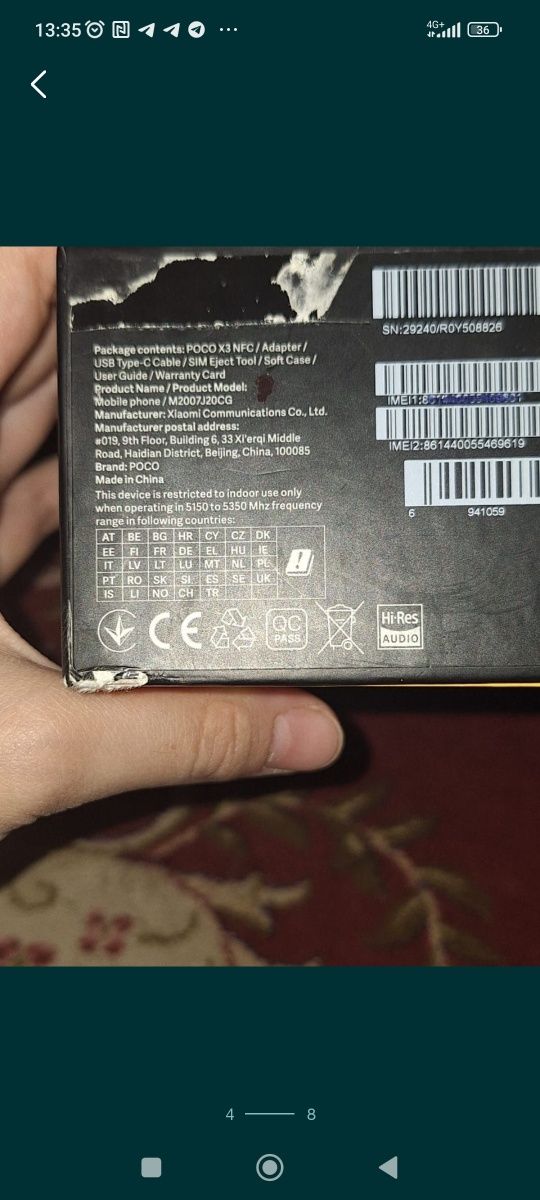 13:35
4G+
36
SN:29240/R0Y508826
Package contents: POCO X3 NFC / Adapter /
USB Type-C Cable / SIM Eject Tool / Soft Case /
User Guide / Warranty Card
Product Name / Product Model:
Mobile phone / M2007J20CG
Manufacturer: Xiaomi Communications Co., Ltd.
Manufacturer postal address:
#019, 9th Floor, Building 6, 33 Xi'erqi Middle
Road, Haidian District, Beijing, China, 100085
Brand: POCO
Made in China
This device is restricted to indoor use only
when operating in 5150 to 5350 Mhz frequency
range in following countries:
AT BE BG HR CY CZ DK
EE FI FR DE EL HU IE
IT LV LT LU MT NL PL
PT RO SK SI ES SE UK
IS LI NO CH TR
IMEI1:
IMEI2:861440055469619
6 941059
CE
QC
PASS
Hi-Res
AUDIO
4 8